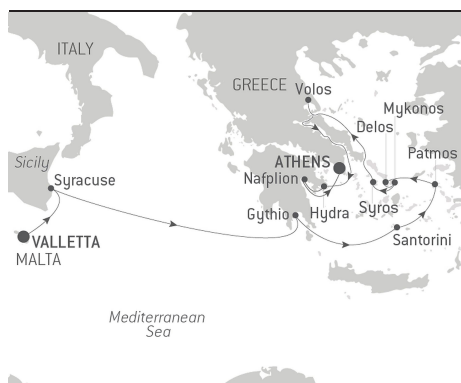 ITALY
GREECE
Volos
Mykonos
Delos
Patmos
Sicily
ATHENS
Syracuse
Nafplion
Gythio
Hydra
Syros
VALLETTA
MALTA
Santorini
Mediterranean
Sea